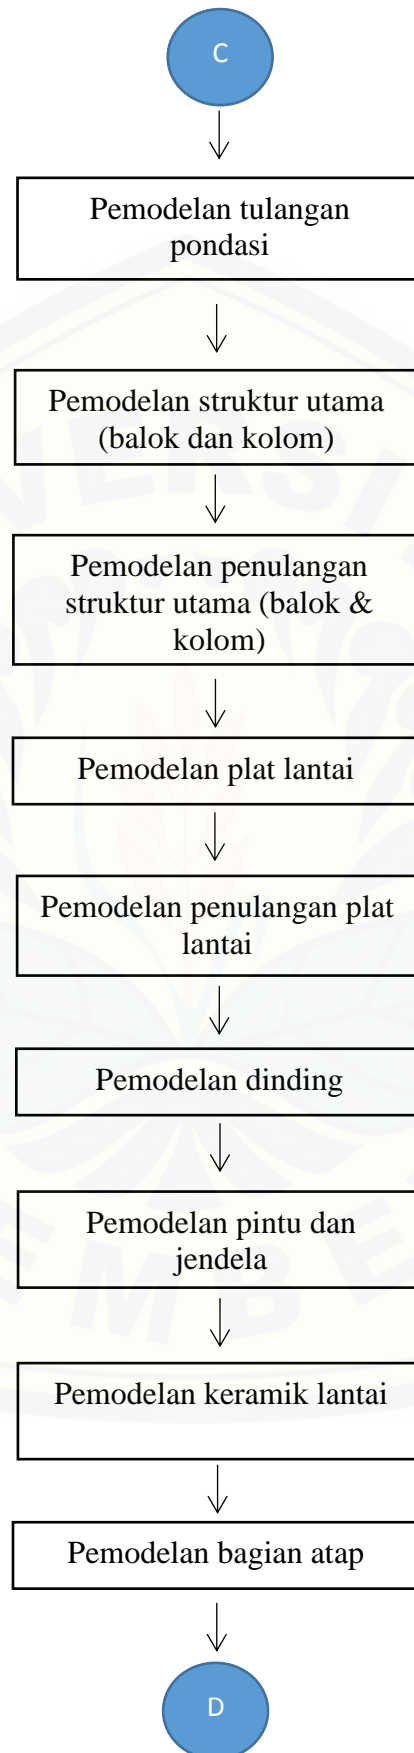 C
Pemodelan tulangan
pondasi
Pemodelan struktur utama
(balok dan kolom)
Pemodelan penulangan
struktur utama (balok &
kolom)
Pemodelan plat lantai
Pemodelan penulangan plat
lantai
Pemodelan dinding
Pemodelan pintu dan
jendela
Pemodelan keramik lantai
Pemodelan bagian atap
D